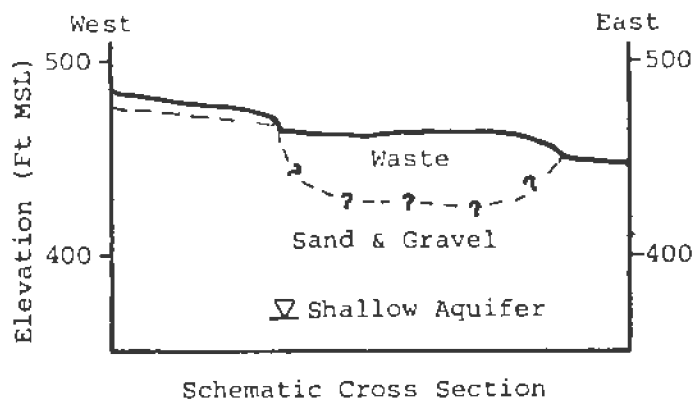 West
East
500
500
Waste
? ? ? ? ?
Sand & Gravel
400
400
Shallow Aquifer
Elevation (Ft MSL)
Schematic Cross Section